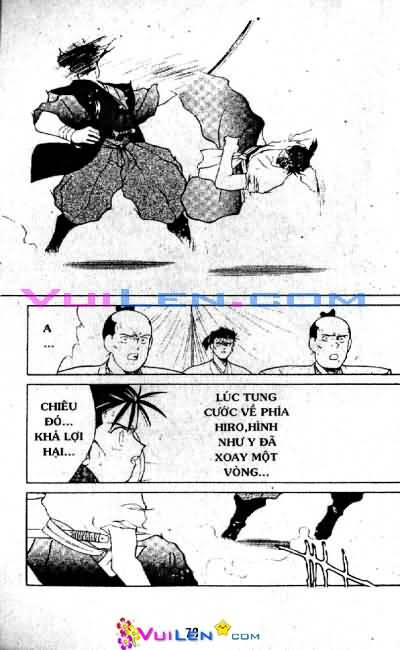 VUILEN.COM
A
...
CHIÊU
ĐÓ...
KHÁ LỢI
HẠI...
LÚC TUNG
CƯỚC VỀ PHÍA
HIRO,HÌNH
NHƯ Y ĐÃ
XOAY MỘT
VÒNG...
VUILEN
.COM